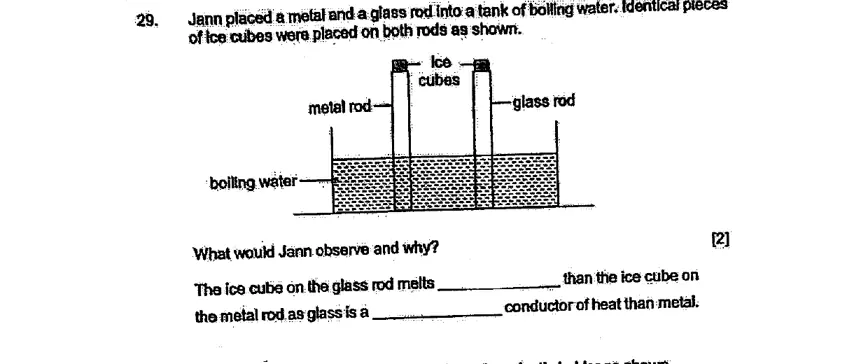 29. Jann placed a metal and a glass rod into a tank of boiling water. Identical pieces
of ice cubes were placed on both rods as shown.
Ice
cubes
metal rod
glass rod
boiling water
What would Jann observe and why? [2]
The ice cube on the glass rod melts ____________ than the ice cube on
the metal rod as glass is a ____________ conductor of heat than metal.